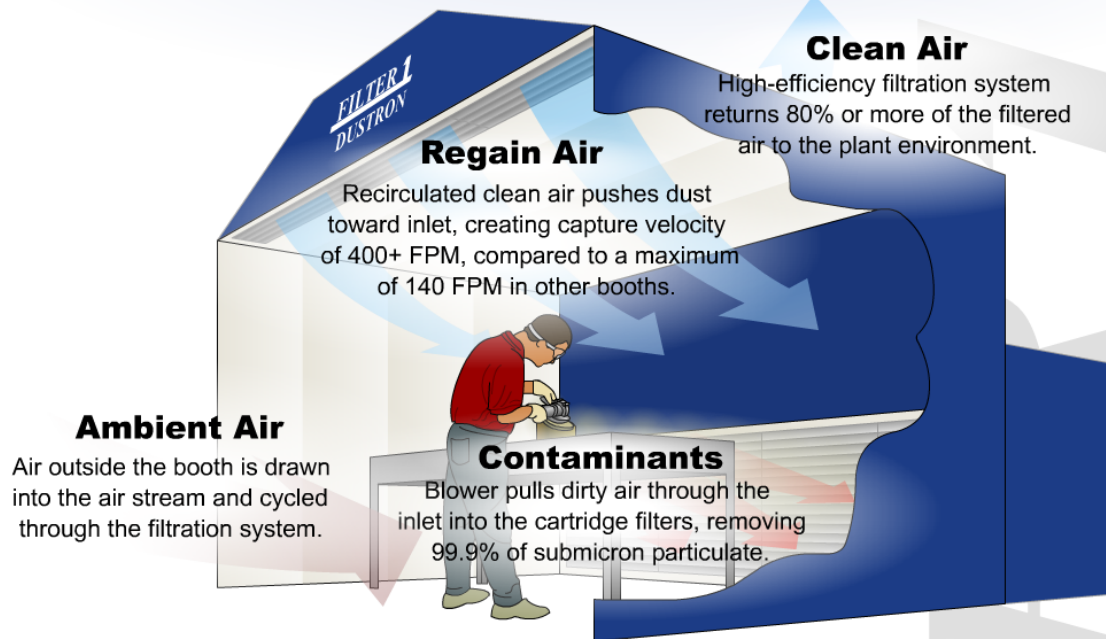 FILTER 1
DUSTRON
Clean Air
High-efficiency filtration system
returns 80% or more of the filtered
air to the plant environment.
Regain Air
Recirculated clean air pushes dust
toward inlet, creating capture velocity
of 400+ FPM, compared to a maximum
of 140 FPM in other booths.
Ambient Air
Air outside the booth is drawn
into the air stream and cycled
through the filtration system.
Contaminants
Blower pulls dirty air through the
inlet into the cartridge filters, removing
99.9% of submicron particulate.